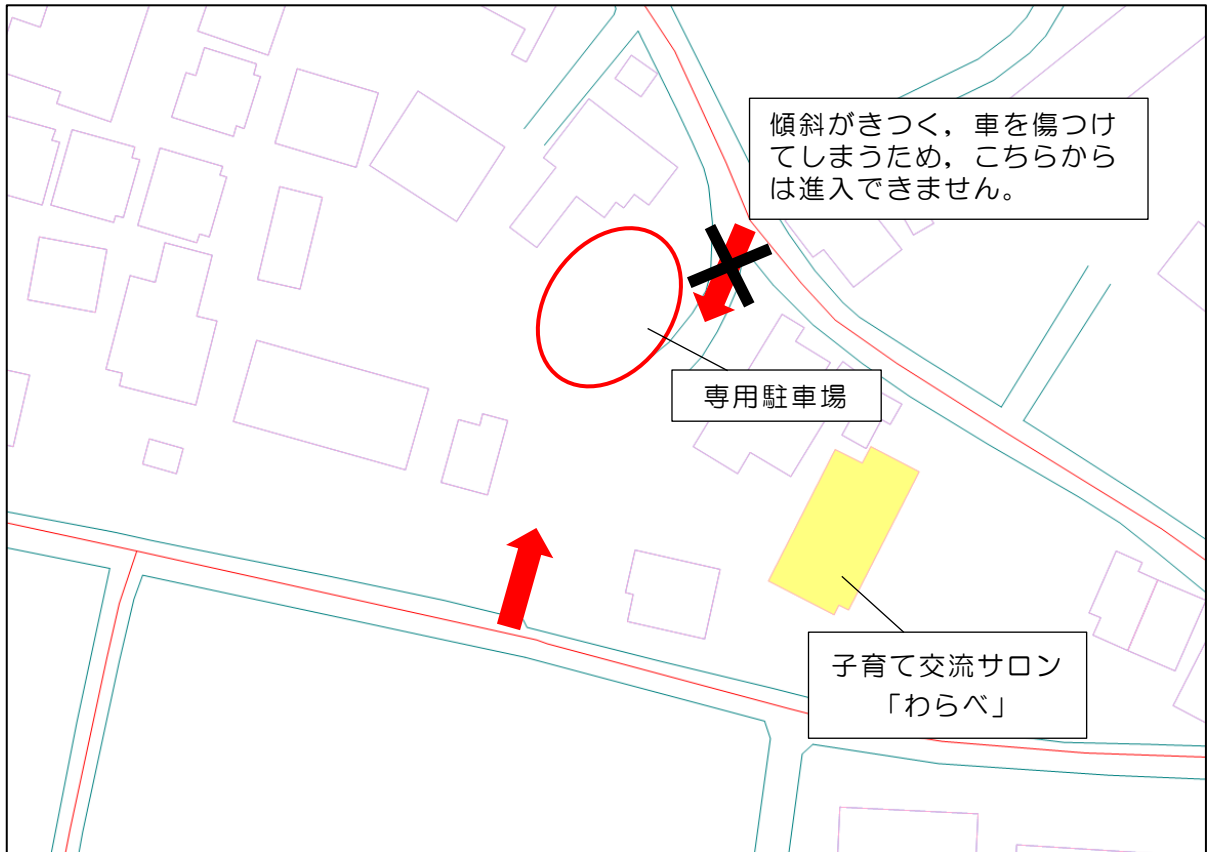 傾斜がきつく，車を傷つけ
てしまうため，こちらから
は進入できません。
専用駐車場
子育て交流サロン
「わらべ」